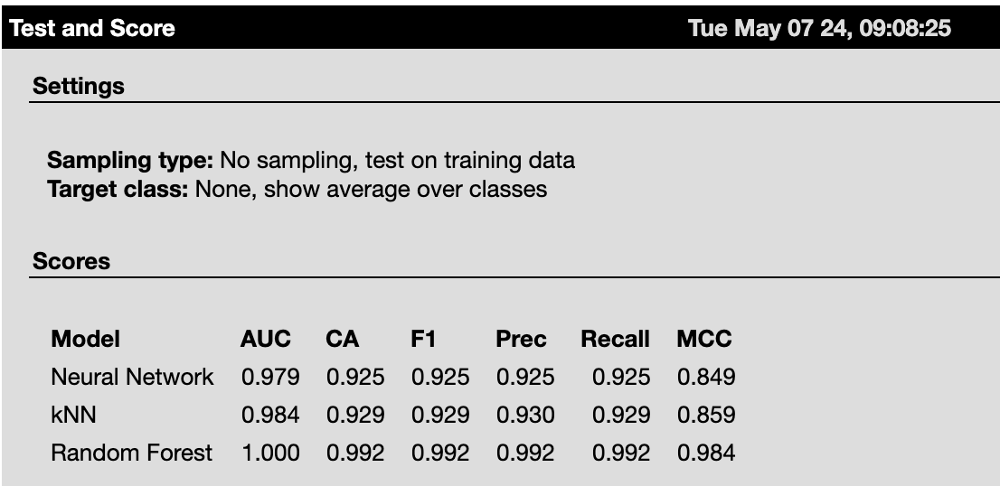 Test and Score Tue May 07 24, 09:08:25
Settings
Sampling type: No sampling, test on training data
Target class: None, show average over classes
Scores
Model AUC CA F1 Prec Recall MCC
Neural Network 0.979 0.925 0.925 0.925 0.925 0.849
kNN 0.984 0.929 0.929 0.930 0.929 0.859
Random Forest 1.000 0.992 0.992 0.992 0.992 0.984